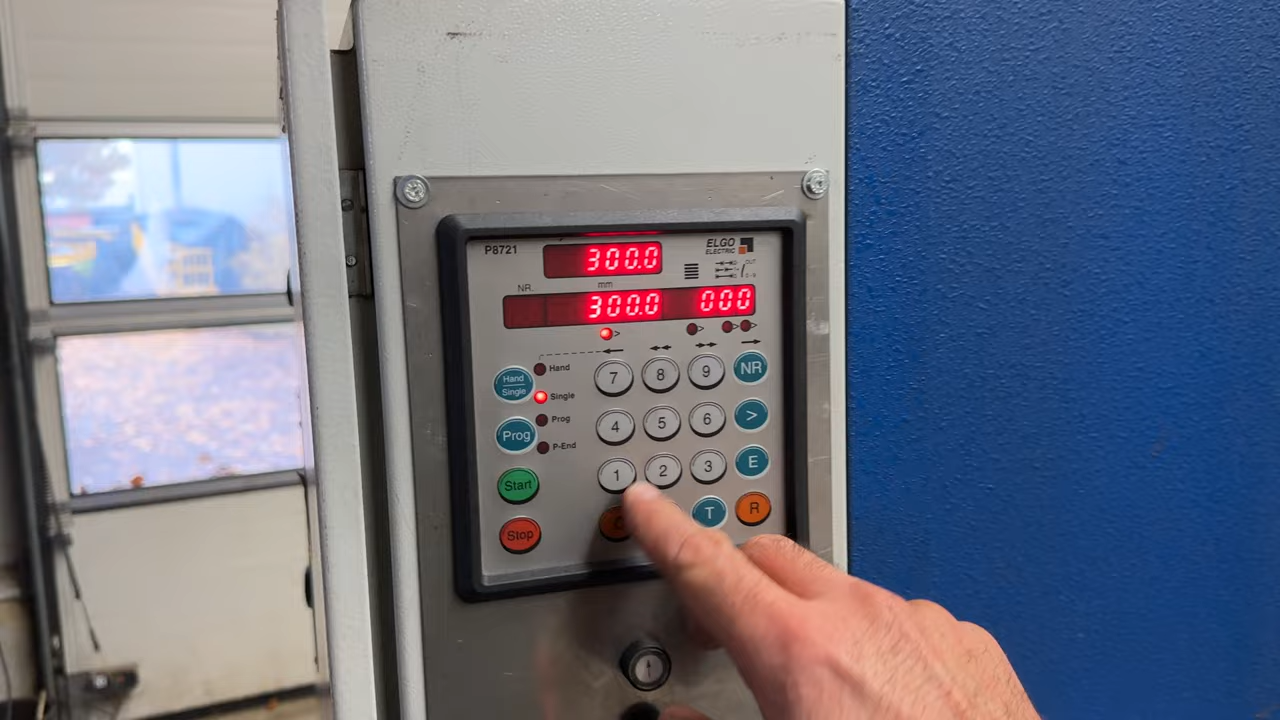 P8721
300.0
ELGO
ELECTRIC
OUT
NR.
mm
300.0 000
Hand
Hand
Single
Single
Prog
Prog
P-End
Start
Stop
7 8 9 NR
4 5 6 >
1 2 3 E
C T R